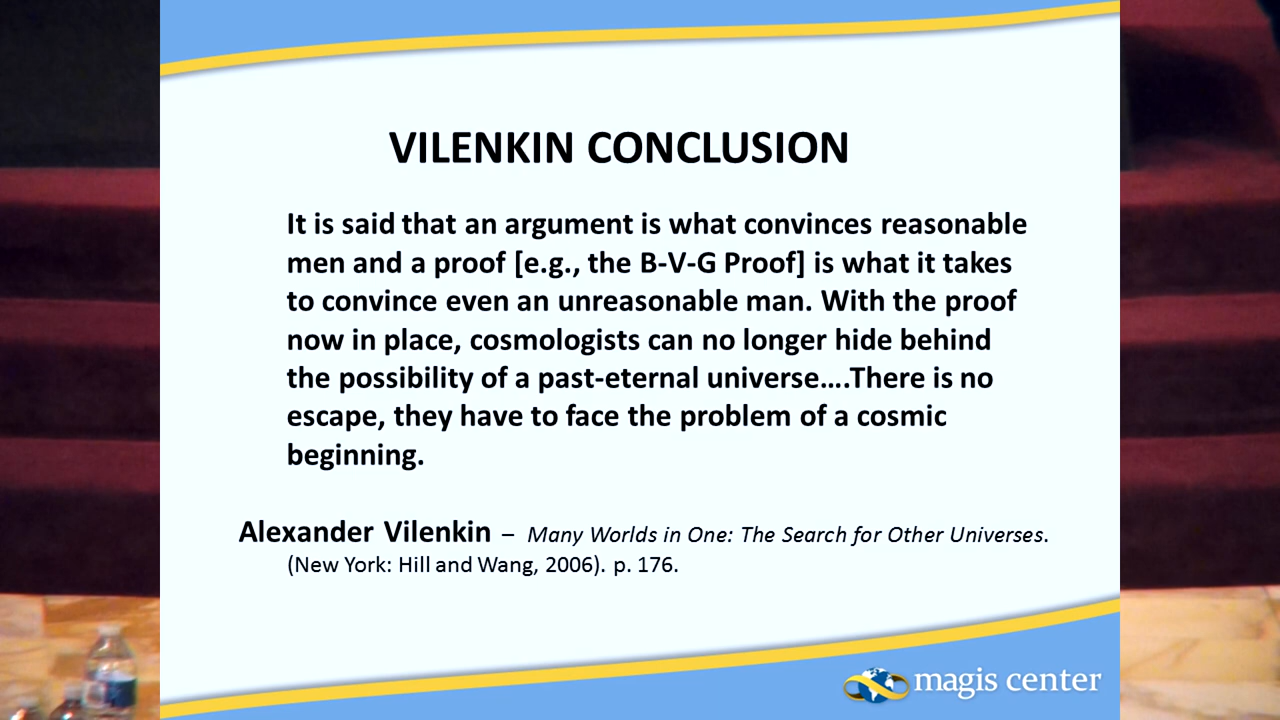 VILENKIN CONCLUSION
It is said that an argument is what convinces reasonable
men and a proof [e.g., the B-V-G Proof] is what it takes
to convince even an unreasonable man. With the proof
now in place, cosmologists can no longer hide behind
the possibility of a past-eternal universe….There is no
escape, they have to face the problem of a cosmic
beginning.
Alexander Vilenkin – Many Worlds in One: The Search for Other Universes.
(New York: Hill and Wang, 2006). p. 176.
magis center